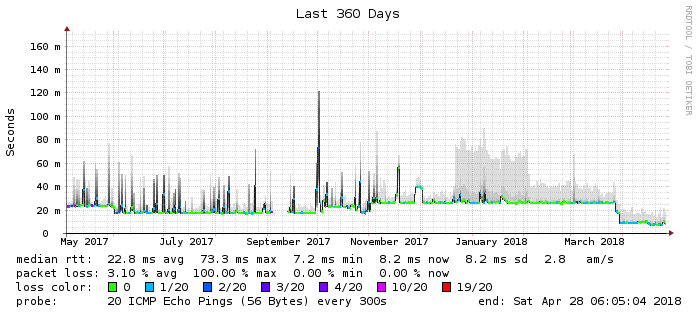 Last 360 Days
RRDTOOL / TOBI OETIKER
Seconds
160 m
140 m
120 m
100 m
80 m
60 m
40 m
20 m
0
May 2017 July 2017 September 2017 November 2017 January 2018 March 2018
median rtt: 22.8 ms avg 73.3 ms max 7.2 ms min 8.2 ms now 8.2 ms sd 2.8 am/s
packet loss: 3.10 % avg 100.00 % max 0.00 % min 0.00 % now
loss color: 0 1/20 2/20 3/20 4/20 10/20 19/20
probe: 20 ICMP Echo Pings (56 Bytes) every 300s end: Sat Apr 28 06:05:04 2018